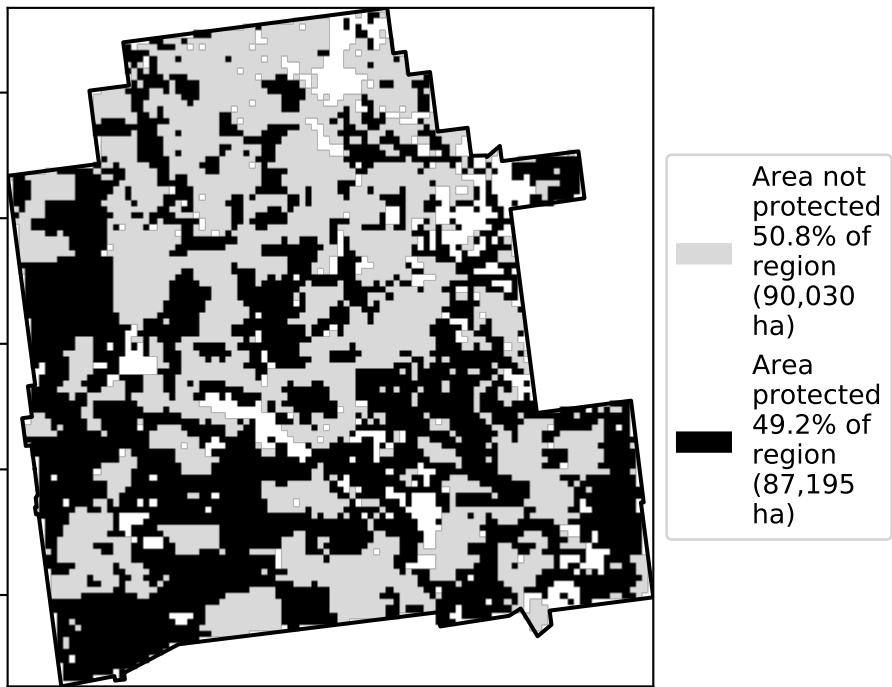 Area not
protected
50.8% of
region
(90,030
ha)
Area
protected
49.2% of
region
(87,195
ha)